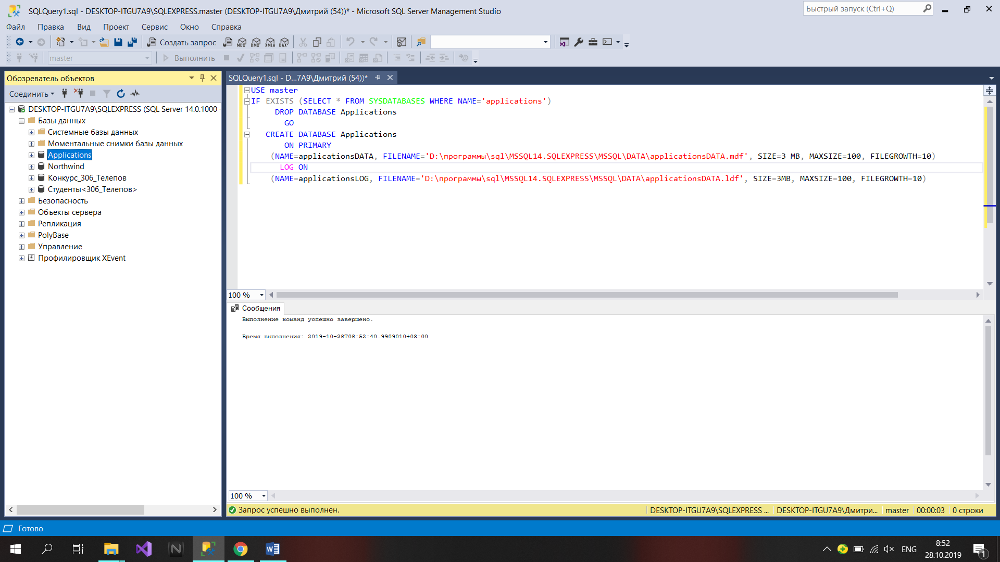 SQLQuery1.sql - DESKTOP-ITGU7A9\SQLEXPRESS.master (DESKTOP-ITGU7A9\Дмитрий (54))* - Microsoft SQL Server Management Studio
Быстрый запуск (Ctrl+Q)
Файл Правка Вид Проект Сервис Окно Справка
Создать запрос MDX DMX XMLA DAX
master Выполнить
Обозреватель объектов
Соединить
DESKTOP-ITGU7A9\SQLEXPRESS (SQL Server 14.0.1000 -
Базы данных
Системные базы данных
Моментальные снимки базы данных
Applications
Northwind
Конкурс_306_Телепов
Студенты<306_Телепов>
Безопасность
Объекты сервера
Репликация
PolyBase
Управление
Профилировщик XEvent
SQLQuery1.sql - D...7A9\Дмитрий (54))*
USE master
IF EXISTS (SELECT * FROM SYSDATABASES WHERE NAME='applications')
DROP DATABASE Applications
GO
CREATE DATABASE Applications
ON PRIMARY
(NAME=applicationsDATA, FILENAME='D:\программы\sql\MSSQL14.SQLEXPRESS\MSSQL\DATA\applicationsDATA.mdf', SIZE=3 MB, MAXSIZE=100, FILEGROWTH=10)
LOG ON
(NAME=applicationsLOG, FILENAME='D:\программы\sql\MSSQL14.SQLEXPRESS\MSSQL\DATA\applicationsDATA.ldf', SIZE=3MB, MAXSIZE=100, FILEGROWTH=10)
100 %
Сообщения
Выполнение команд успешно завершено.
Время выполнения: 2019-10-28T08:52:40.9909010+03:00
100 %
Запрос успешно выполнен. DESKTOP-ITGU7A9\SQLEXPRESS ... DESKTOP-ITGU7A9\Дмитри... master 00:00:03 0 строки
Готово
ENG
8:52
28.10.2019
1